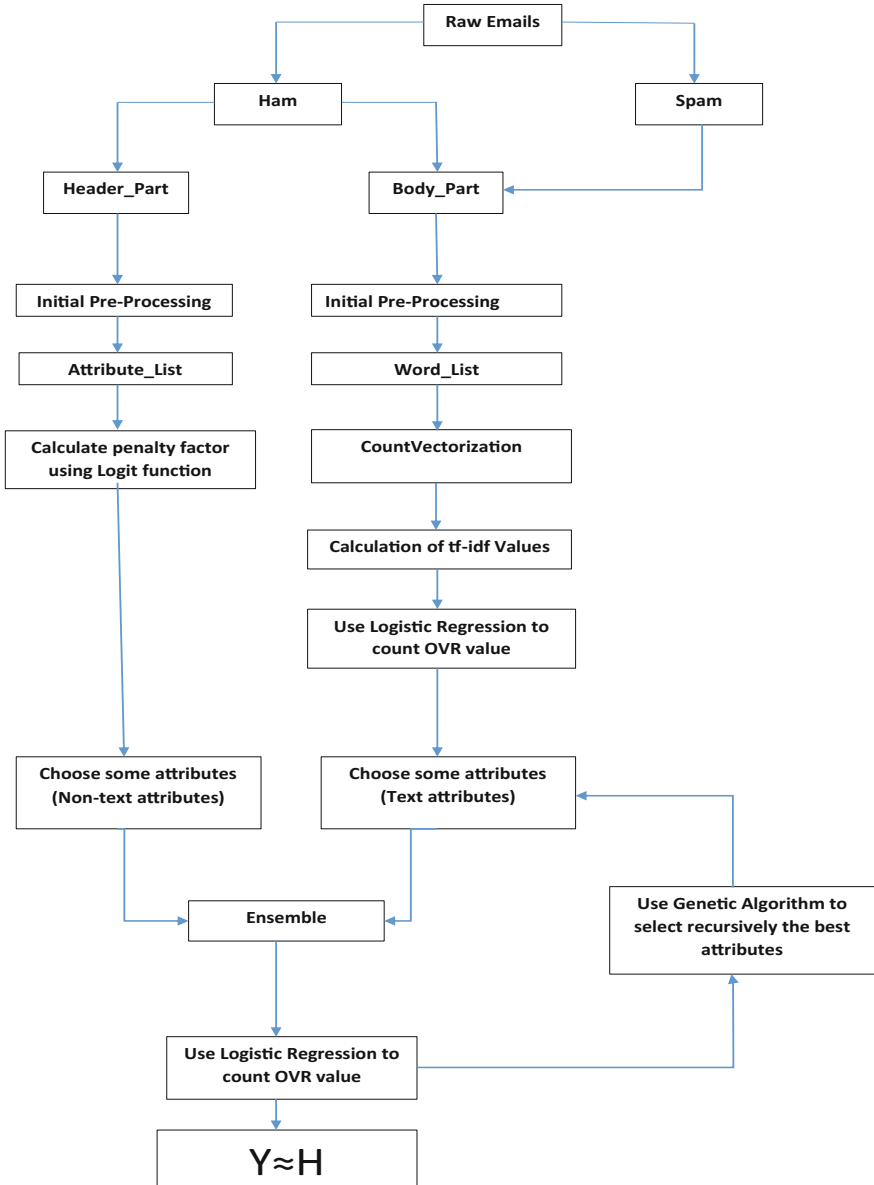 Raw Emails
Ham
Spam
Header_Part
Body_Part
Initial Pre-Processing
Initial Pre-Processing
Attribute_List
Word_List
Calculate penalty factor
using Logit function
CountVectorization
Calculation of tf-idf Values
Use Logistic Regression to
count OVR value
Choose some attributes
(Non-text attributes)
Choose some attributes
(Text attributes)
Ensemble
Use Genetic Algorithm to
select recursively the best
attributes
Use Logistic Regression to
count OVR value
Y≈H